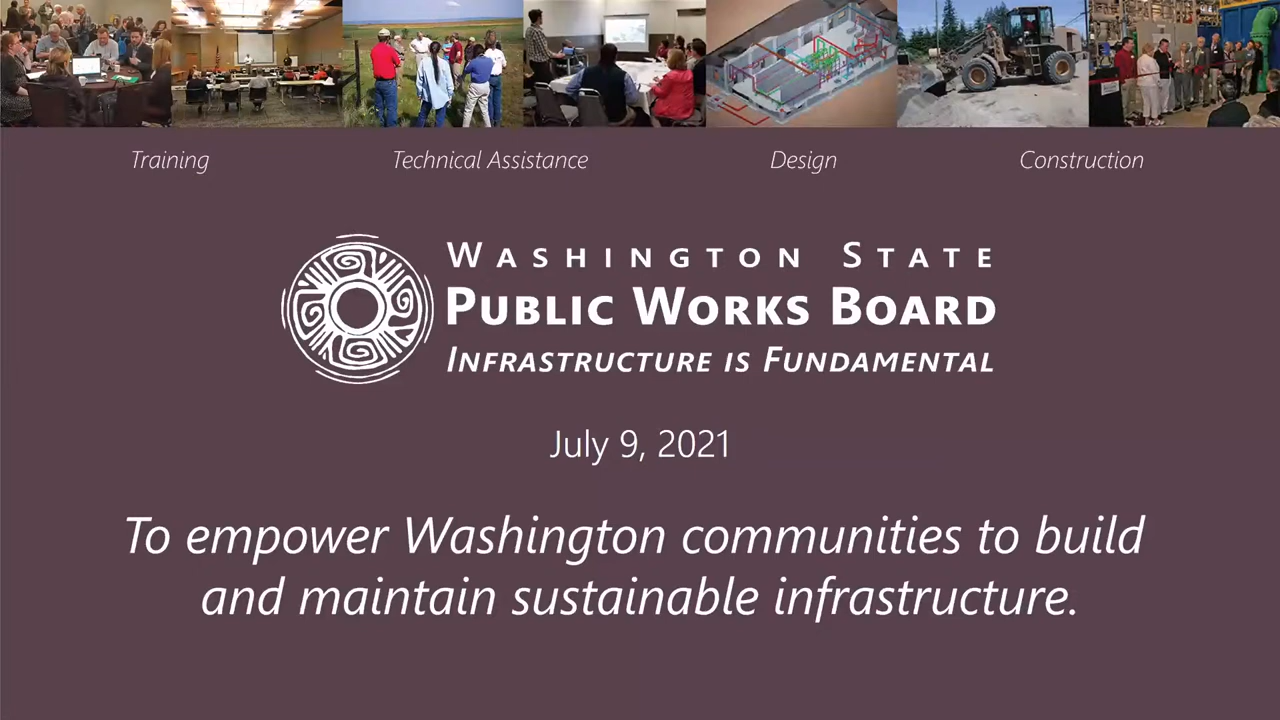 Training
Technical Assistance
Design
Construction
WASHINGTON STATE
PUBLIC WORKS BOARD
INFRASTRUCTURE IS FUNDAMENTAL
July 9, 2021
To empower Washington communities to build
and maintain sustainable infrastructure.